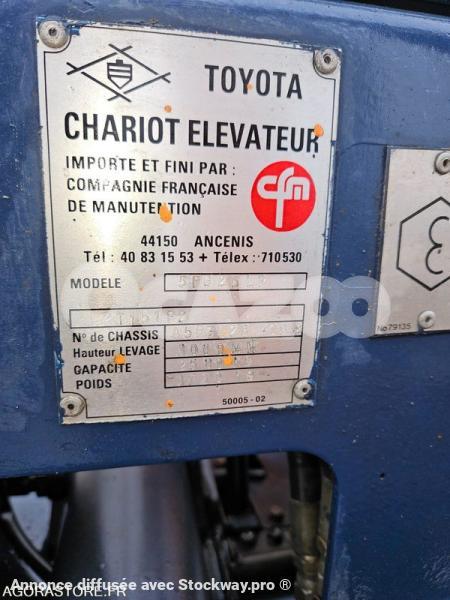 TOYOTA
CHARIOT ELEVATEUR
IMPORTE ET FINI PAR :
COMPAGNIE FRANÇAISE
DE MANUTENTION
cfm
44150 ANCENIS
Tél : 40 83 15 53 + Télex : 710530
MODELE
N° de CHASSIS
Hauteur LEVAGE
CAPACITE
POIDS
50005 - 02
No 79135
Annonce diffusée avec Stockway.pro ®
AGORASTORE.FR